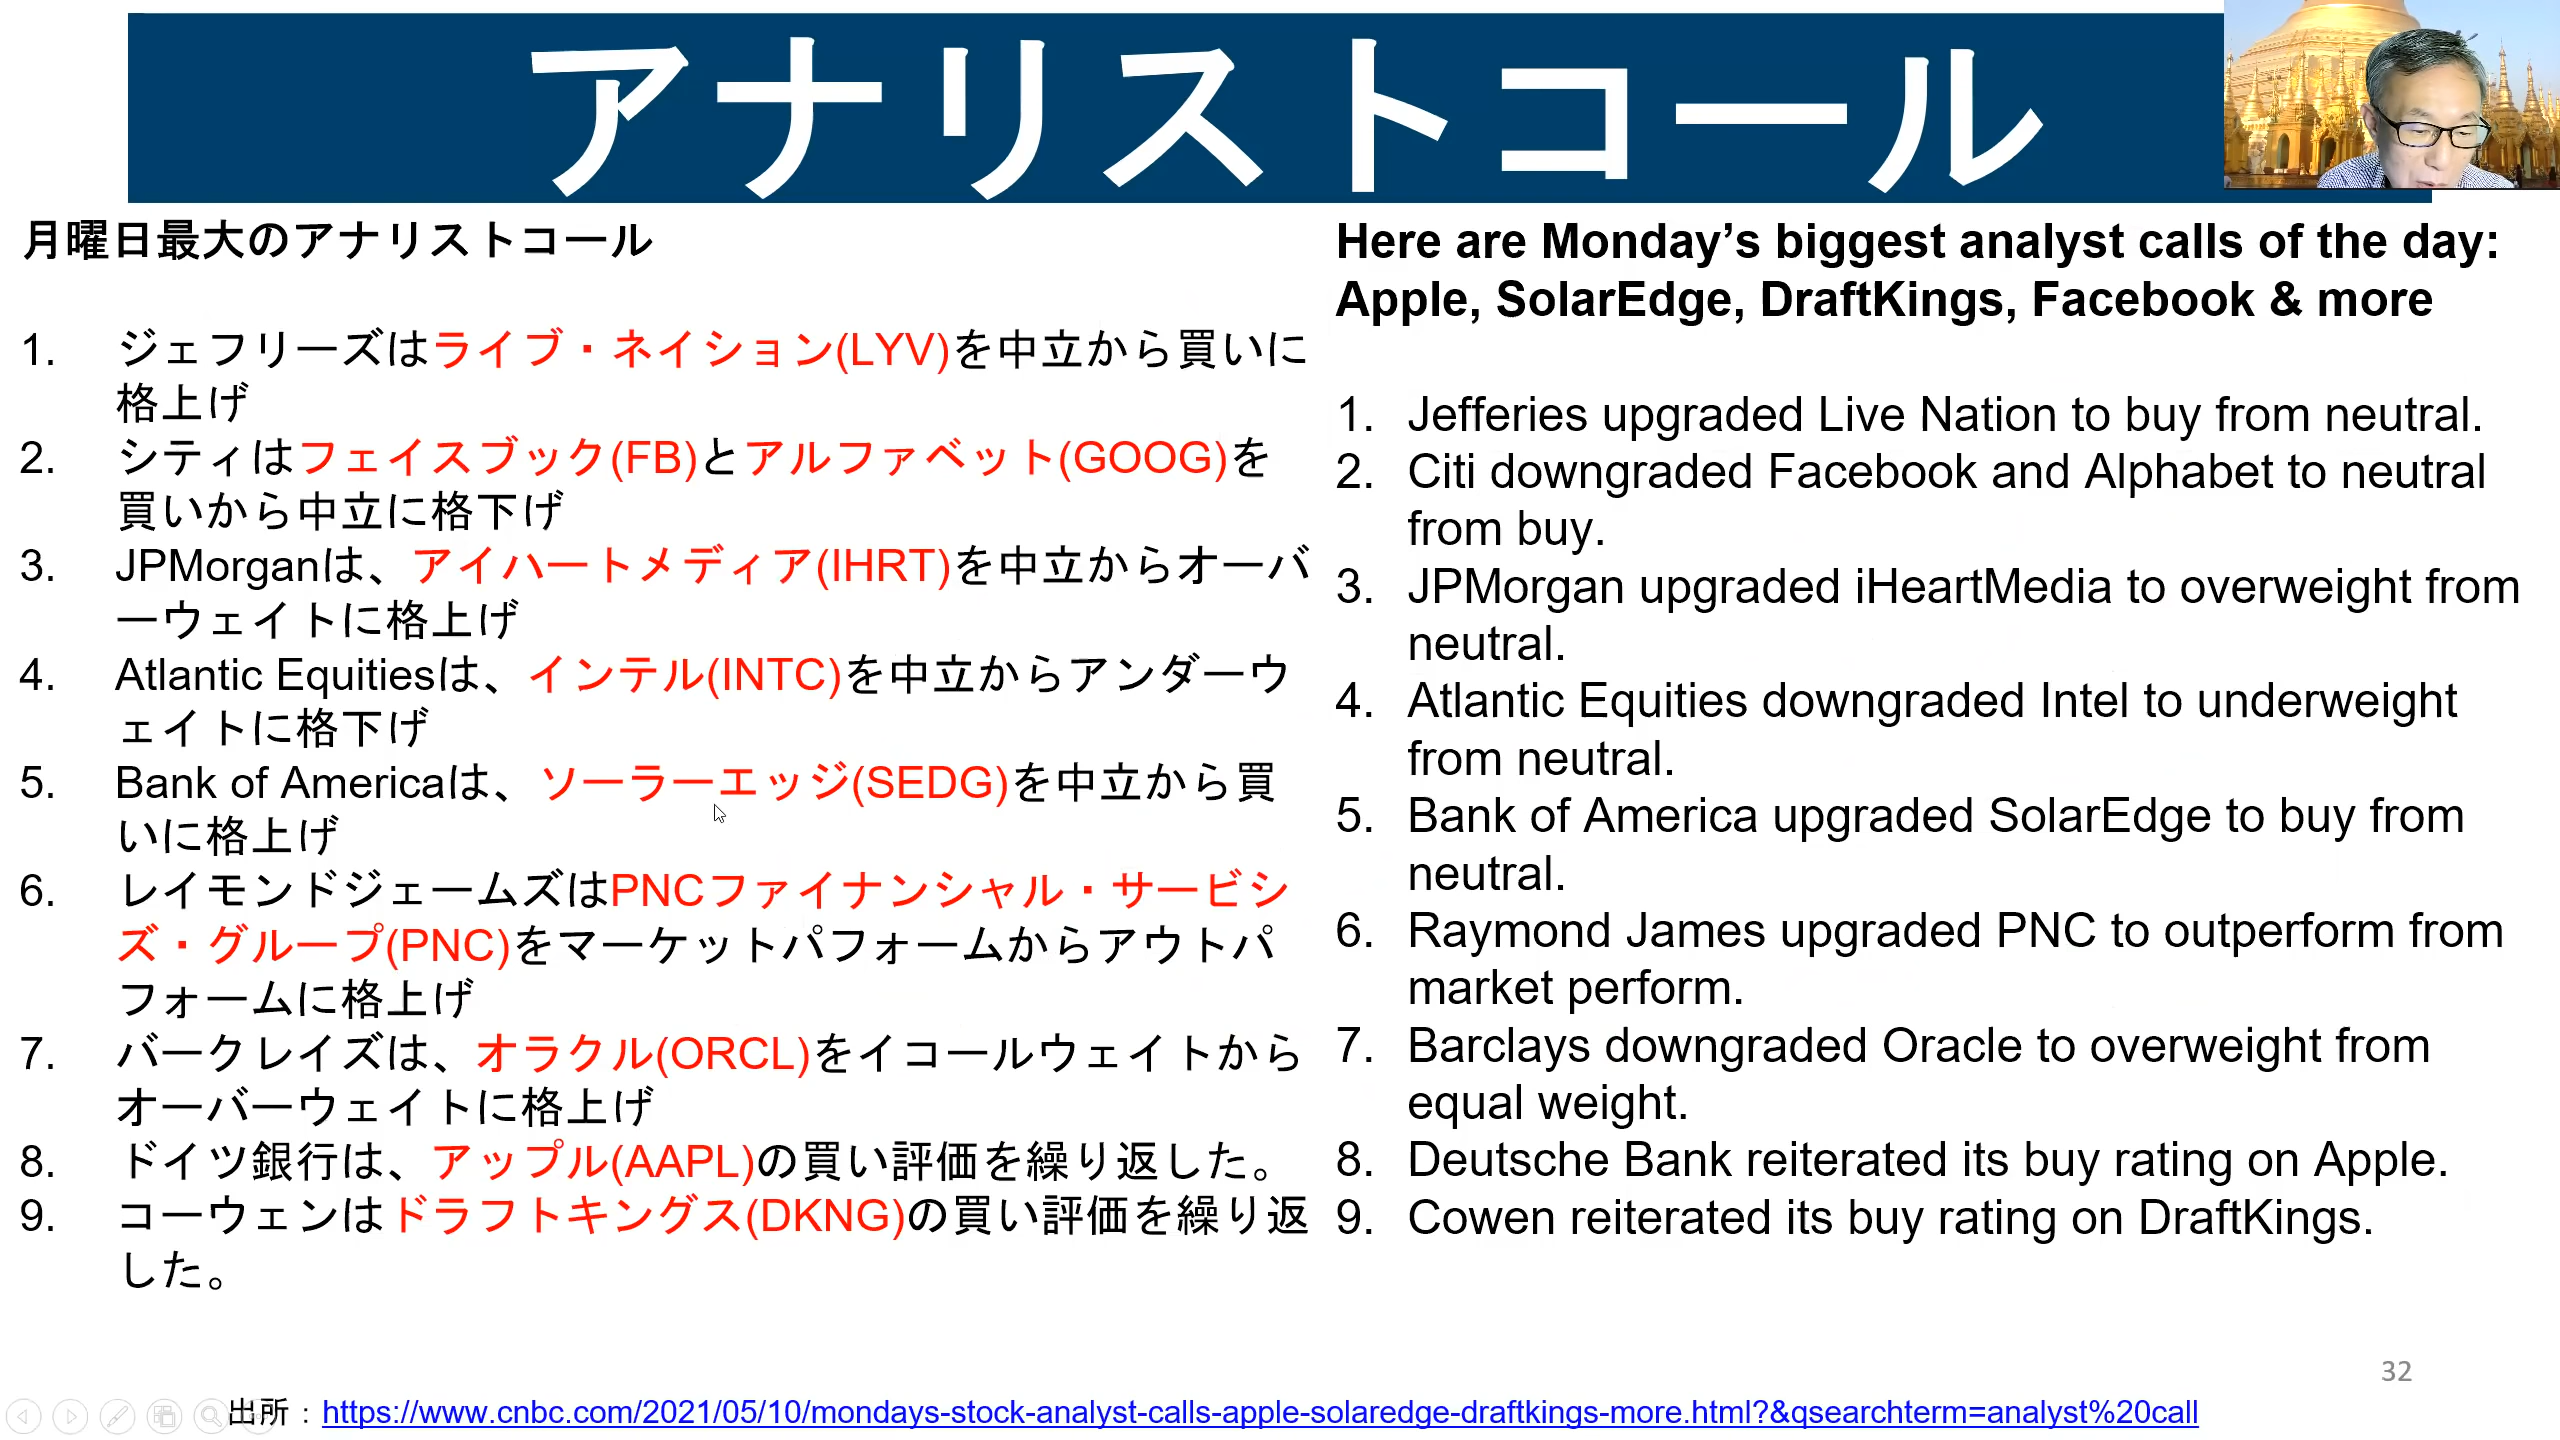 アナリストコール
月曜日最大のアナリストコール
1. ジェフリーズはライブ・ネイション(LYV)を中立から買いに
格上げ
2. シティはフェイスブック(FB)とアルファベット(GOOG)を
買いから中立に格下げ
3. JPMorganは、アイハートメディア(IHRT)を中立からオーバ
ーウェイトに格上げ
4. Atlantic Equitiesは、インテル(INTC)を中立からアンダーウ
ェイトに格下げ
5. Bank of Americaは、ソーラーエッジ(SEDG)を中立から買
いに格上げ
6. レイモンドジェームズはPNCファイナンシャル・サービシ
ズ・グループ(PNC)をマーケットパフォームからアウトパ
フォームに格上げ
7. バークレイズは、オラクル(ORCL)をイコールウェイトから
オーバーウェイトに格上げ
8. ドイツ銀行は、アップル(AAPL)の買い評価を繰り返した。
9. コーウェンはドラフトキングス(DKNG)の買い評価を繰り返
した。
Here are Monday’s biggest analyst calls of the day:
Apple, SolarEdge, DraftKings, Facebook & more
1. Jefferies upgraded Live Nation to buy from neutral.
2. Citi downgraded Facebook and Alphabet to neutral
from buy.
3. JPMorgan upgraded iHeartMedia to overweight from
neutral.
4. Atlantic Equities downgraded Intel to underweight
from neutral.
5. Bank of America upgraded SolarEdge to buy from
neutral.
6. Raymond James upgraded PNC to outperform from
market perform.
7. Barclays downgraded Oracle to overweight from
equal weight.
8. Deutsche Bank reiterated its buy rating on Apple.
9. Cowen reiterated its buy rating on DraftKings.
32
出所：https://www.cnbc.com/2021/05/10/mondays-stock-analyst-calls-apple-solaredge-draftkings-more.html?&qsearchterm=analyst%20call